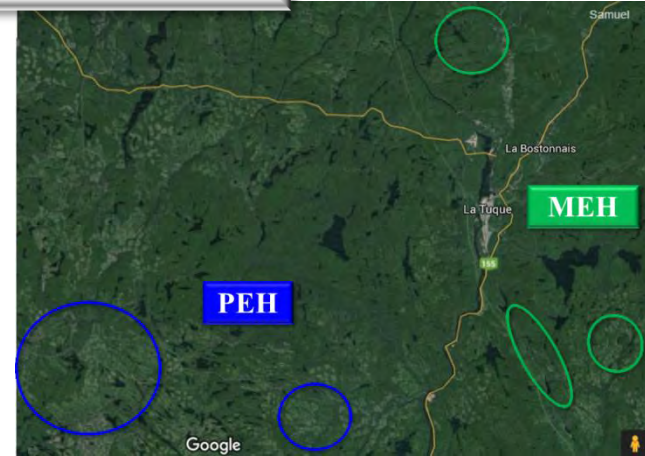 Samuel
La Bostonnais
La Tuque
MEH
155
PEH
Google